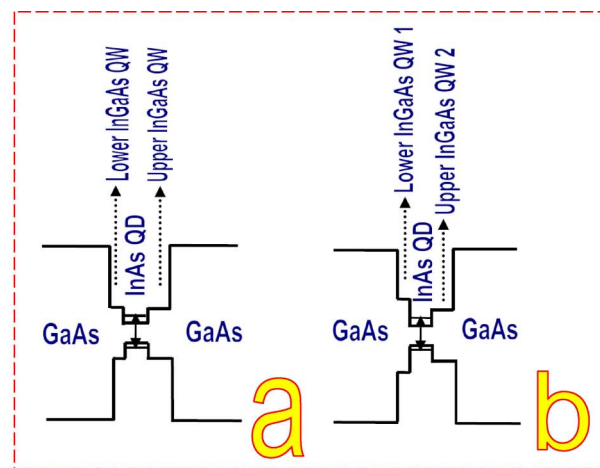 Lower InGaAs QW
Upper InGaAs QW
InAs QD
GaAs
GaAs
a
Lower InGaAs QW 1
Upper InGaAs QW 2
InAs QD
GaAs
GaAs
b